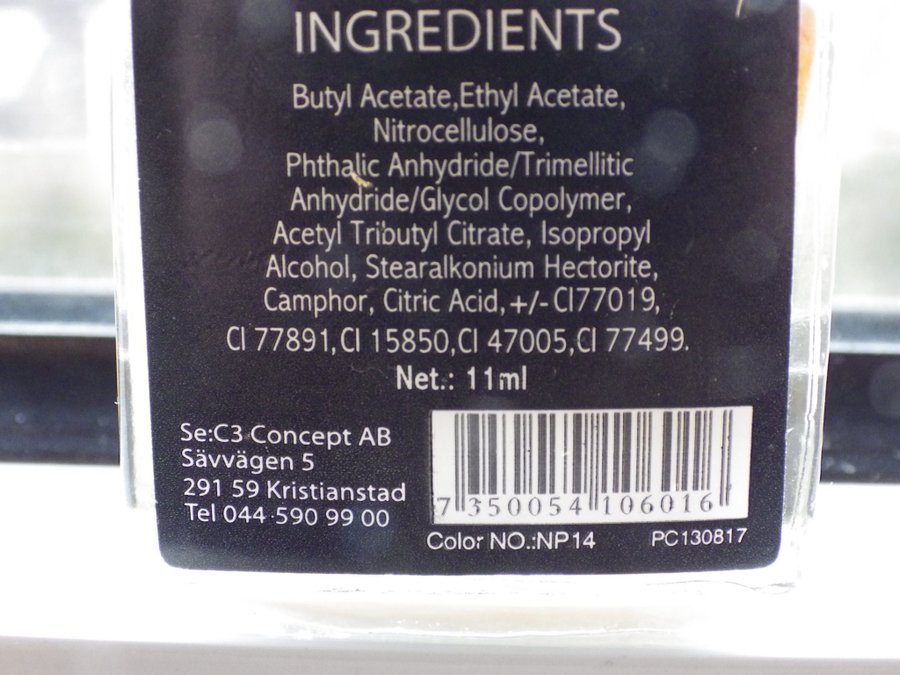 INGREDIENTS
Butyl Acetate,Ethyl Acetate,
Nitrocellulose,
Phthalic Anhydride/Trimellitic
Anhydride/Glycol Copolymer,
Acetyl Tributyl Citrate, Isopropyl
Alcohol, Stearalkonium Hectorite,
Camphor, Citric Acid,+/-CI77019,
CI 77891,CI 15850,CI 47005,CI 77499.
Net.: 11ml
Se:C3 Concept AB
Sävvägen 5
291 59 Kristianstad
Tel 044-590 99 00
7 350054 106016
Color NO.:NP14 PC130817